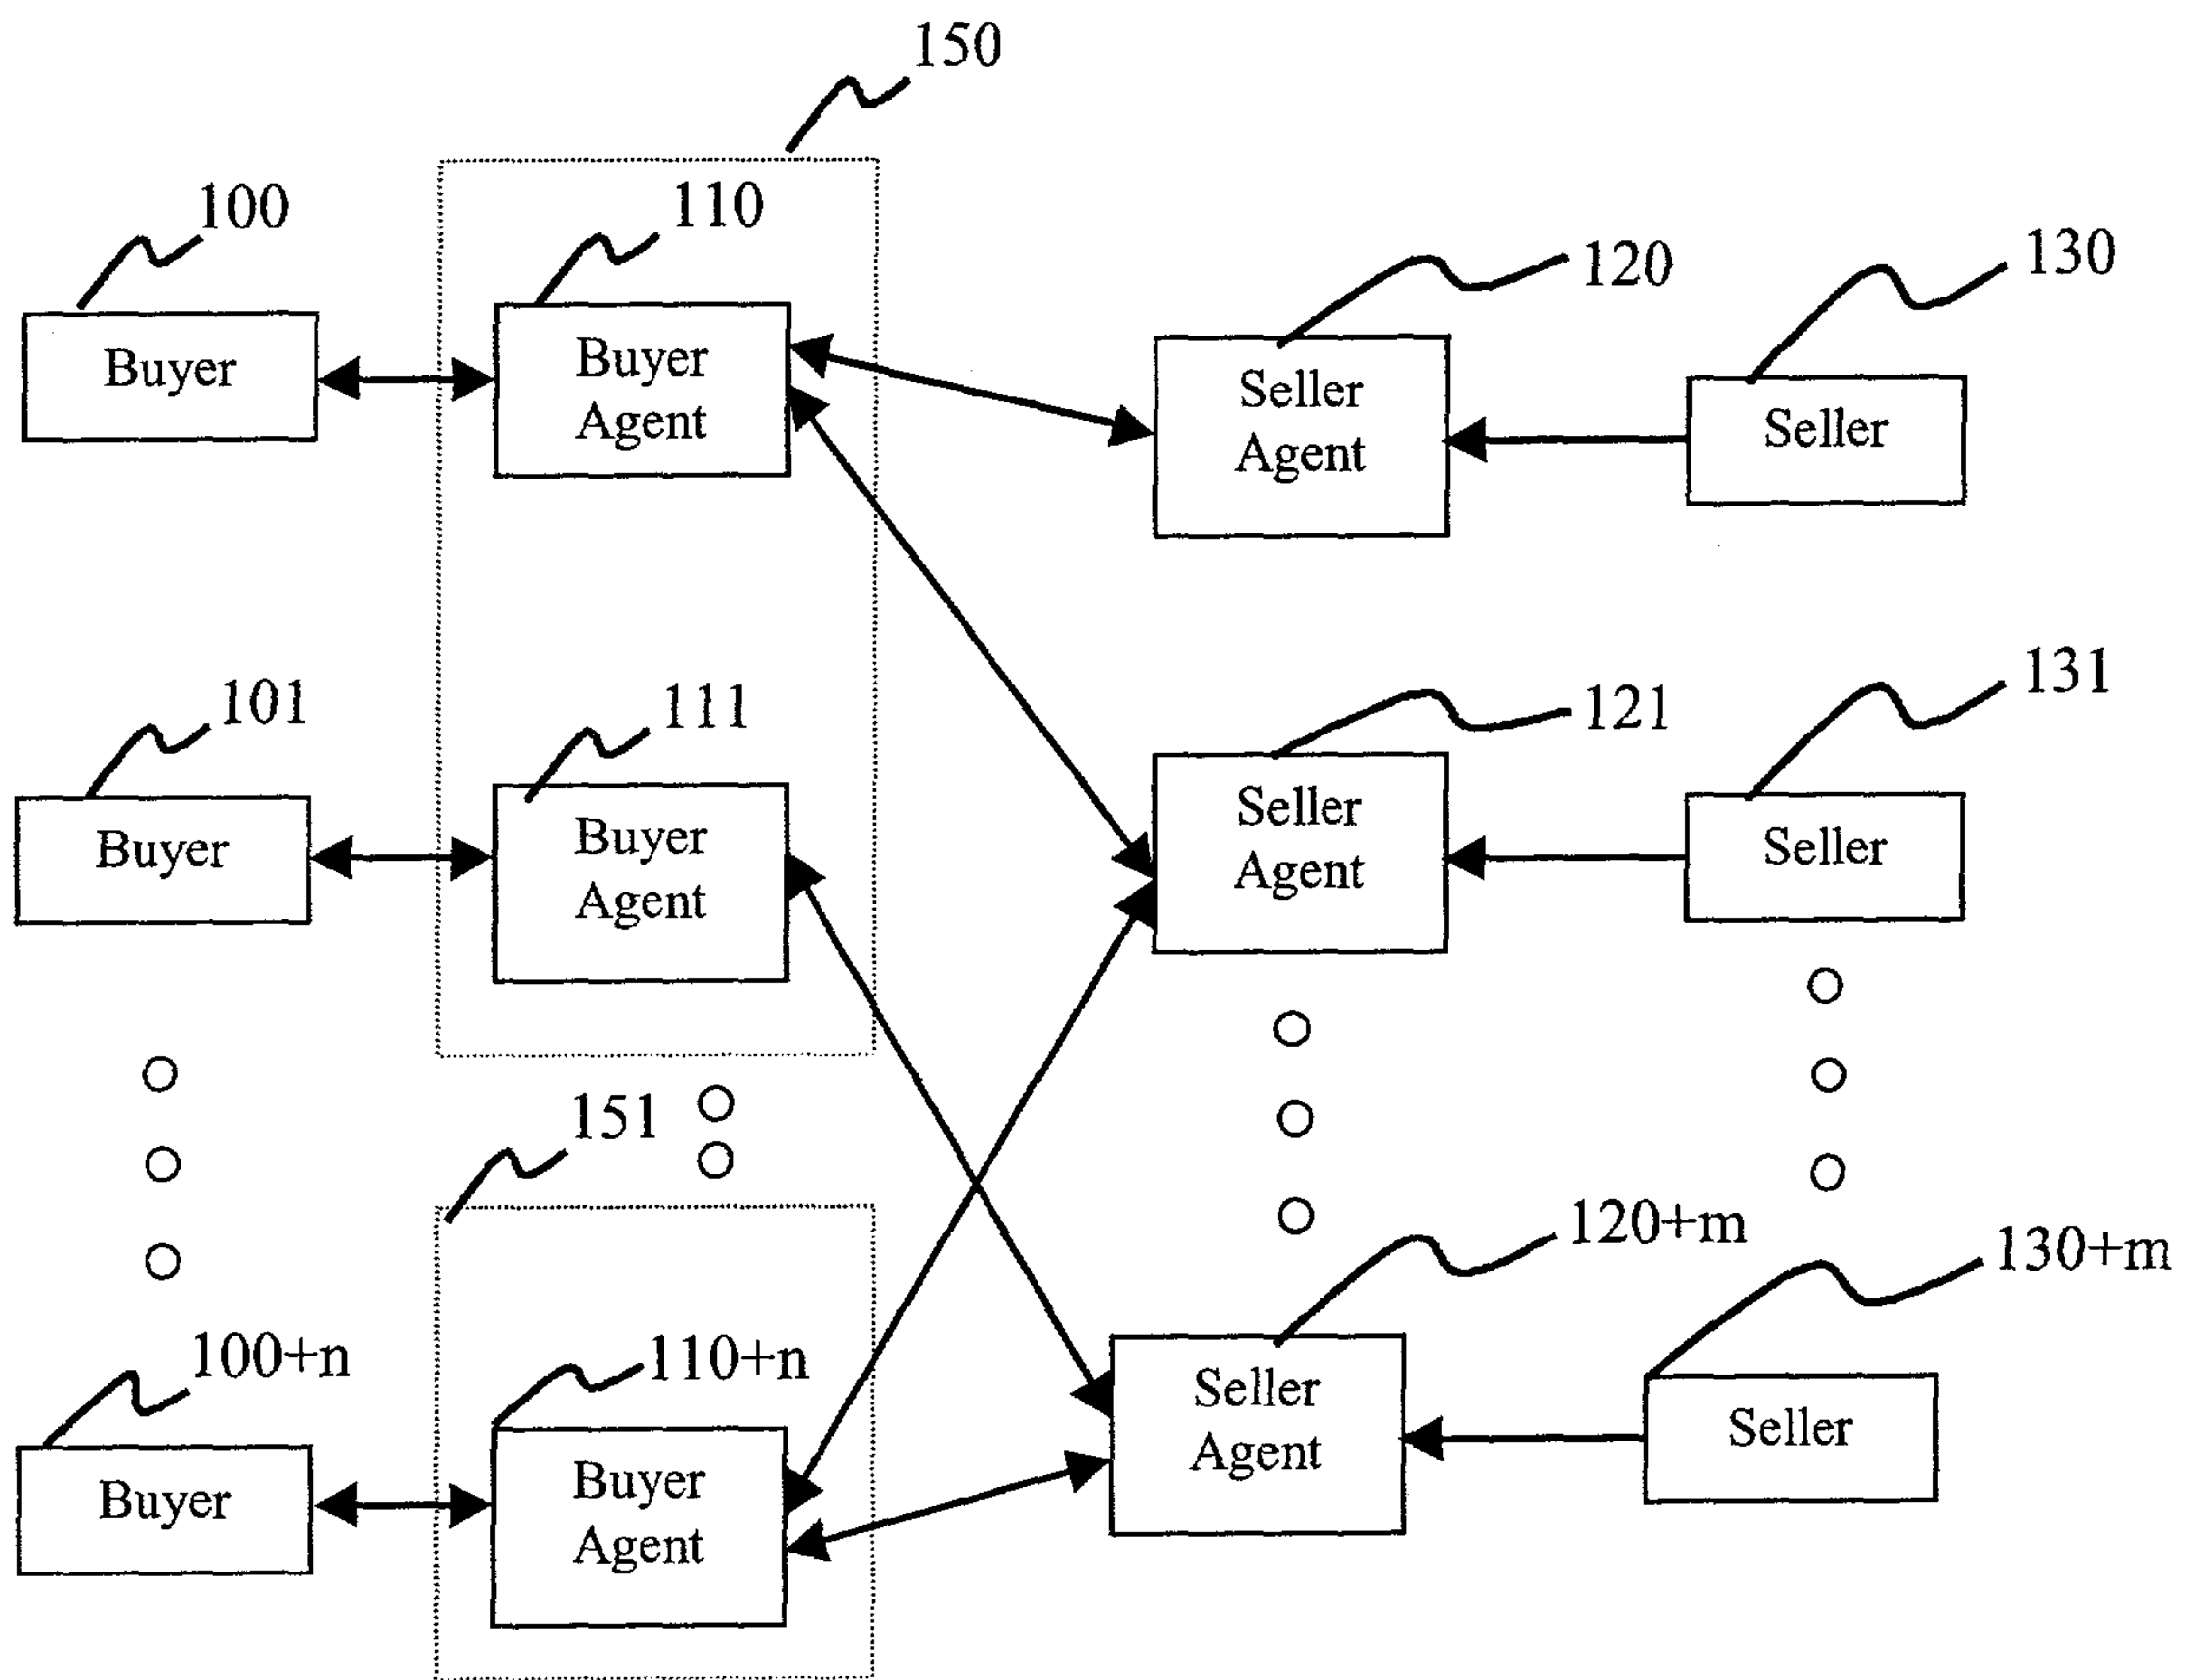 150
100
110
120
130
Buyer
Buyer
Agent
Seller
Agent
Seller
101
111
121
131
Buyer
Buyer
Agent
Seller
Agent
Seller
151
120+m
130+m
100+n
110+n
Buyer
Buyer
Agent
Seller
Agent
Seller